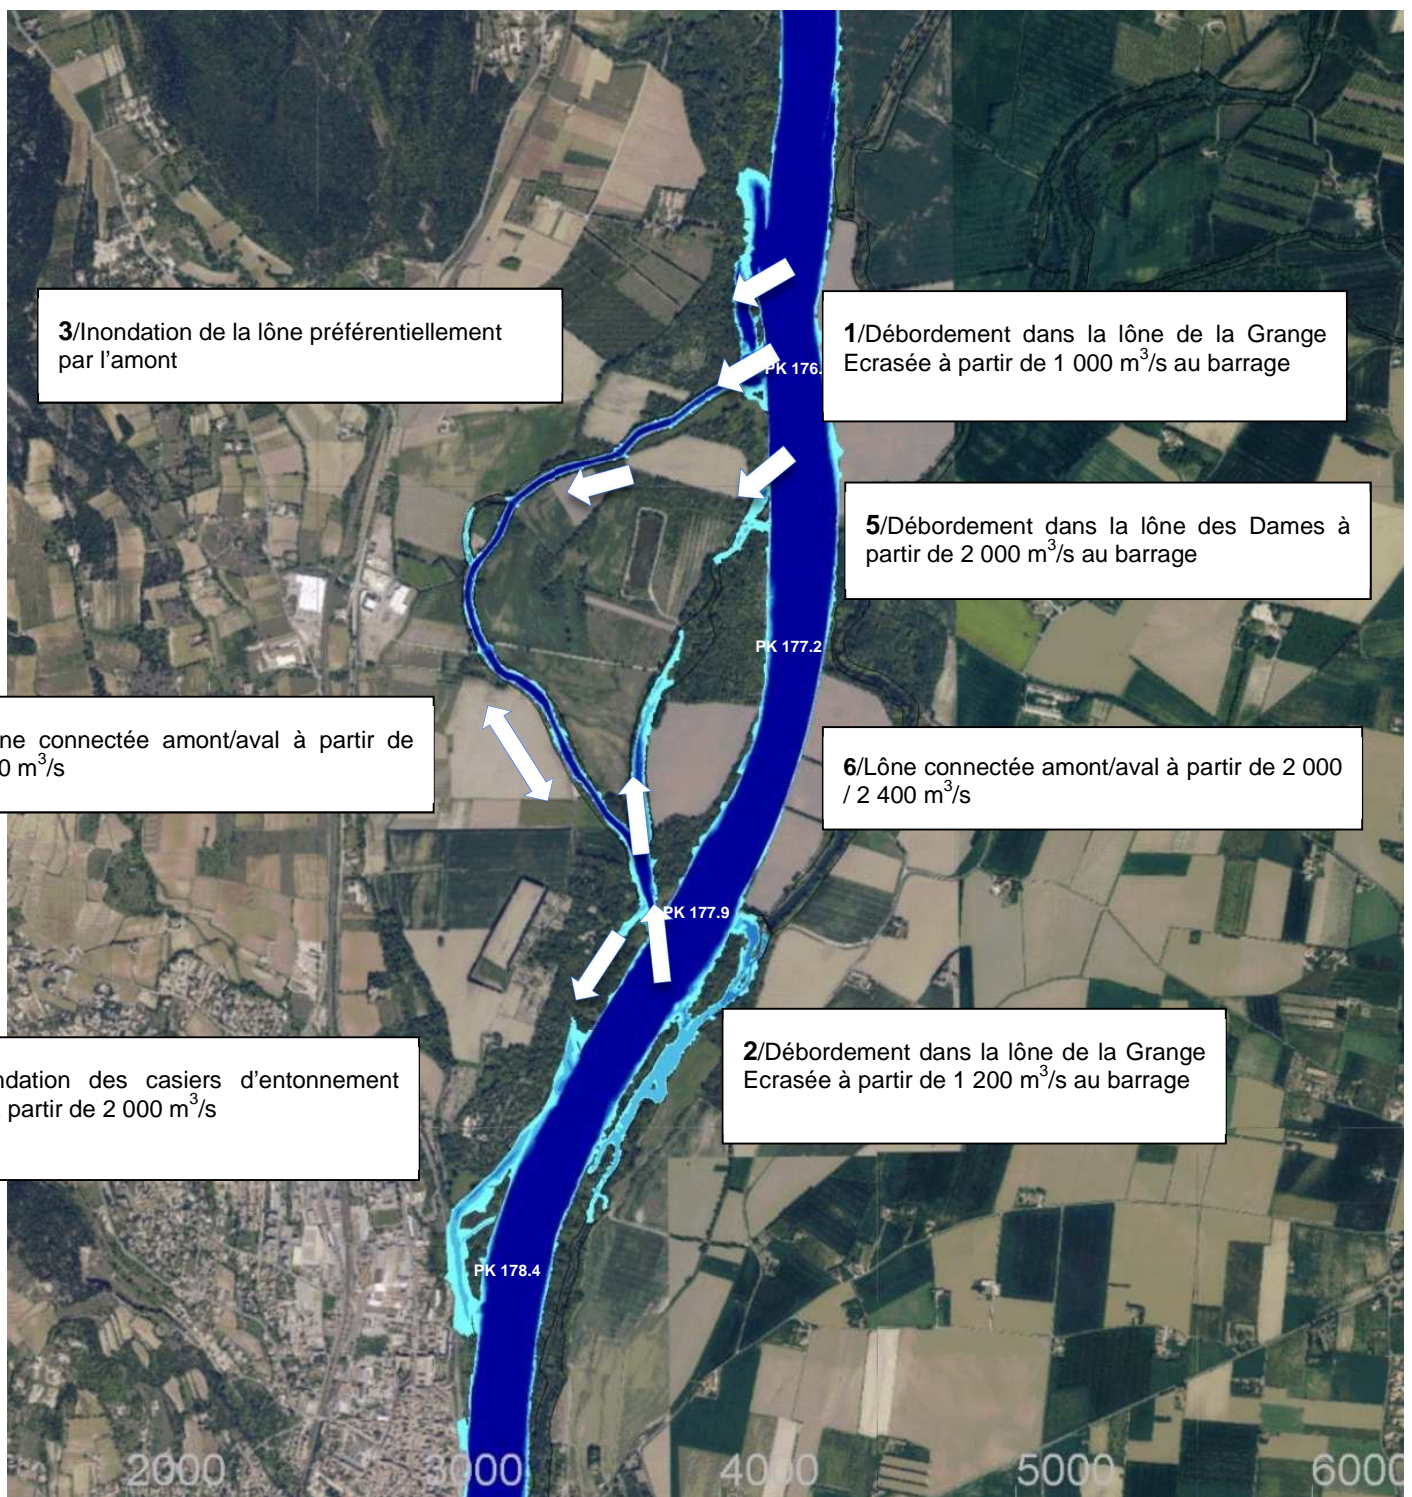 3/Inondation de la lône préférentiellement
par l'amont
1/Débordement dans la lône de la Grange
Ecrasée à partir de 1 000 m³/s au barrage
PK 176.
5/Débordement dans la lône des Dames à
partir de 2 000 m³/s au barrage
PK 177.2
ne connectée amont/aval à partir de
0 m³/s
6/Lône connectée amont/aval à partir de 2 000
/ 2 400 m³/s
PK 177.9
2/Débordement dans la lône de la Grange
Ecrasée à partir de 1 200 m³/s au barrage
ndation des casiers d'entonnement
partir de 2 000 m³/s
PK 178.4
2000 3000 4000 5000 6000